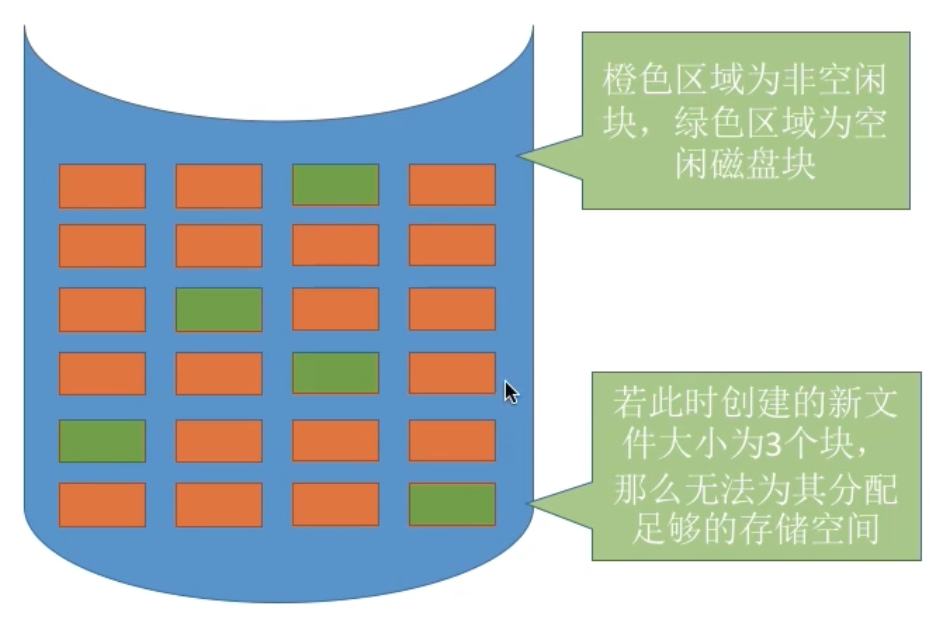 橙色区域为非空闲
块，绿色区域为空
闲磁盘块
若此时创建的新文
件大小为3个块，
那么无法为其分配
足够的存储空间